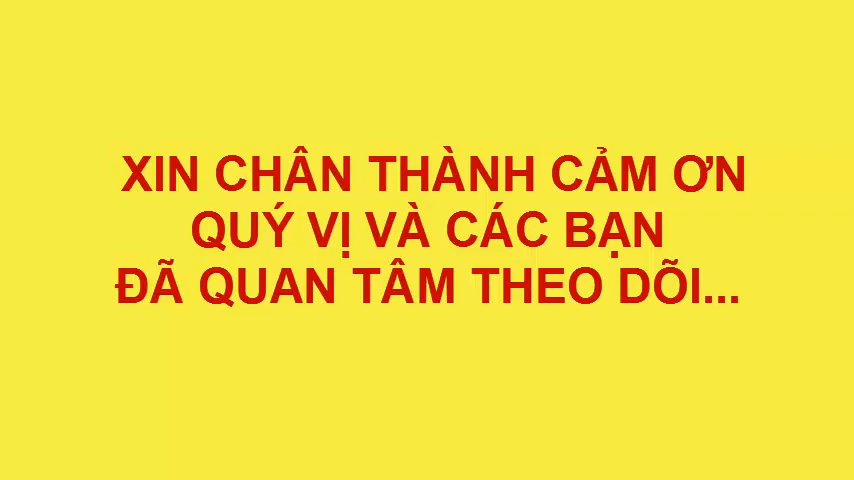 XIN CHÂN THÀNH CẢM ƠN
QUÝ VỊ VÀ CÁC BẠN
ĐÃ QUAN TÂM THEO DÕI...